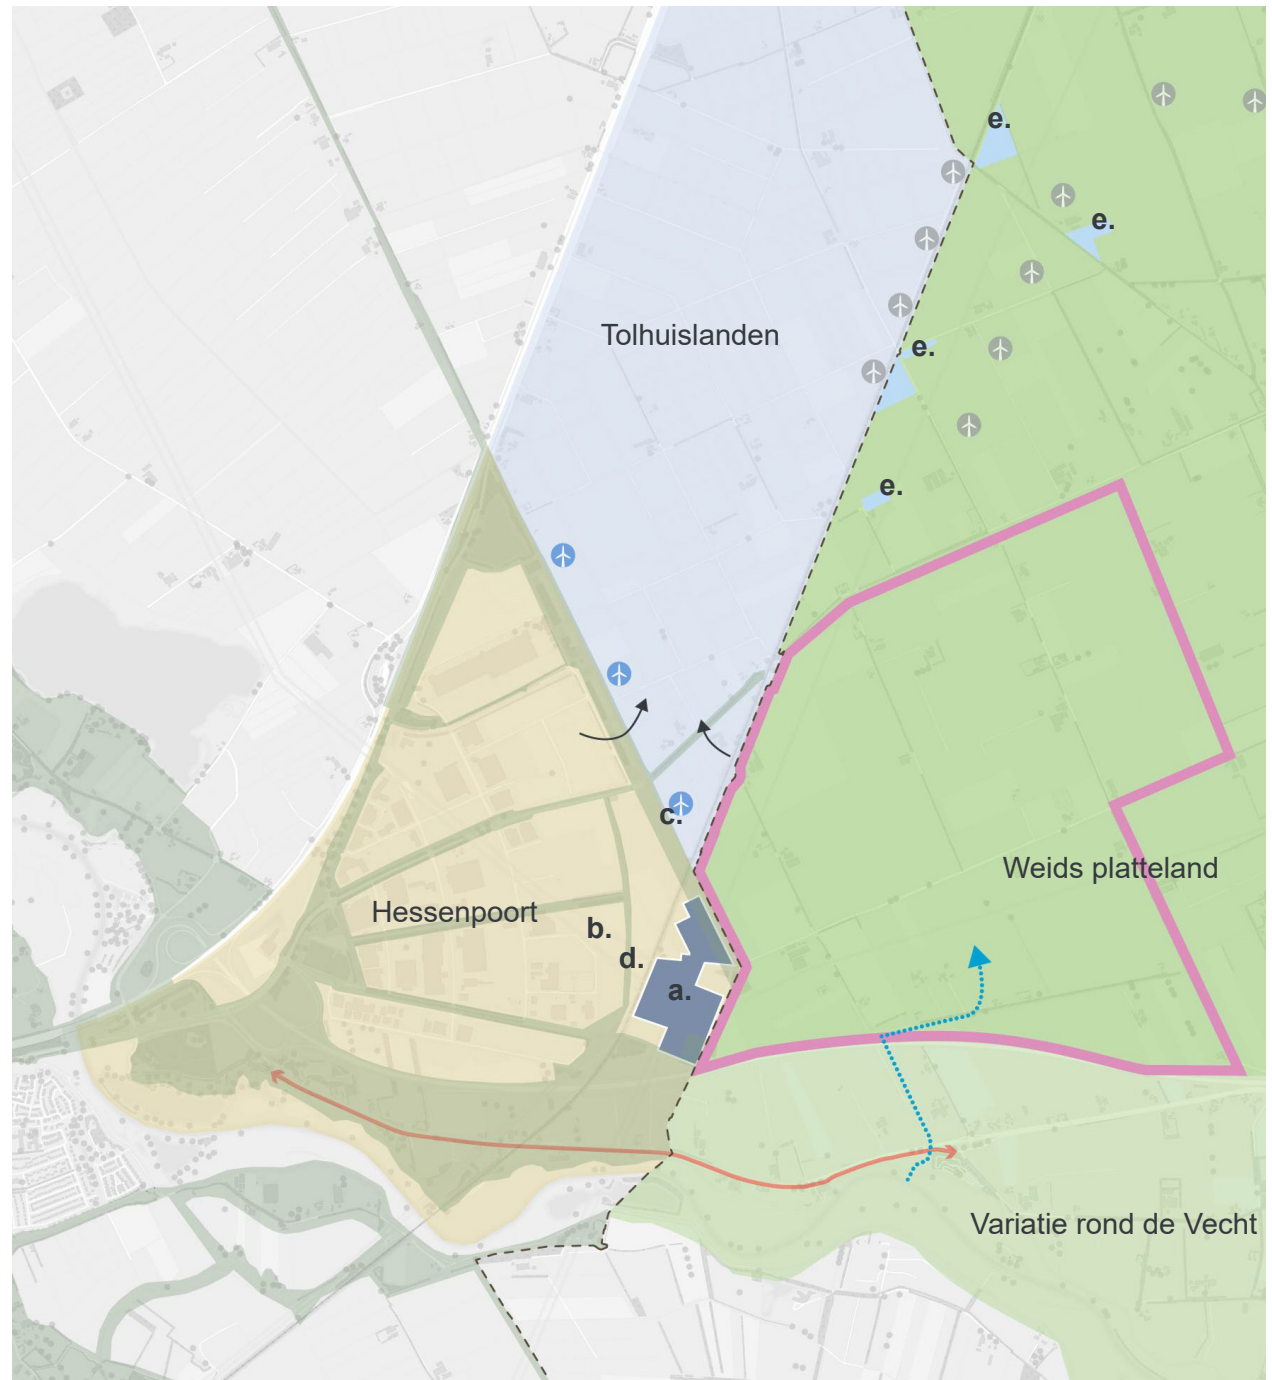 e.
e.
Tolhuislanden
e.
e.
c.
Weids platteland
Hessenpoort
b.
d.
a.
Variatie rond de Vecht